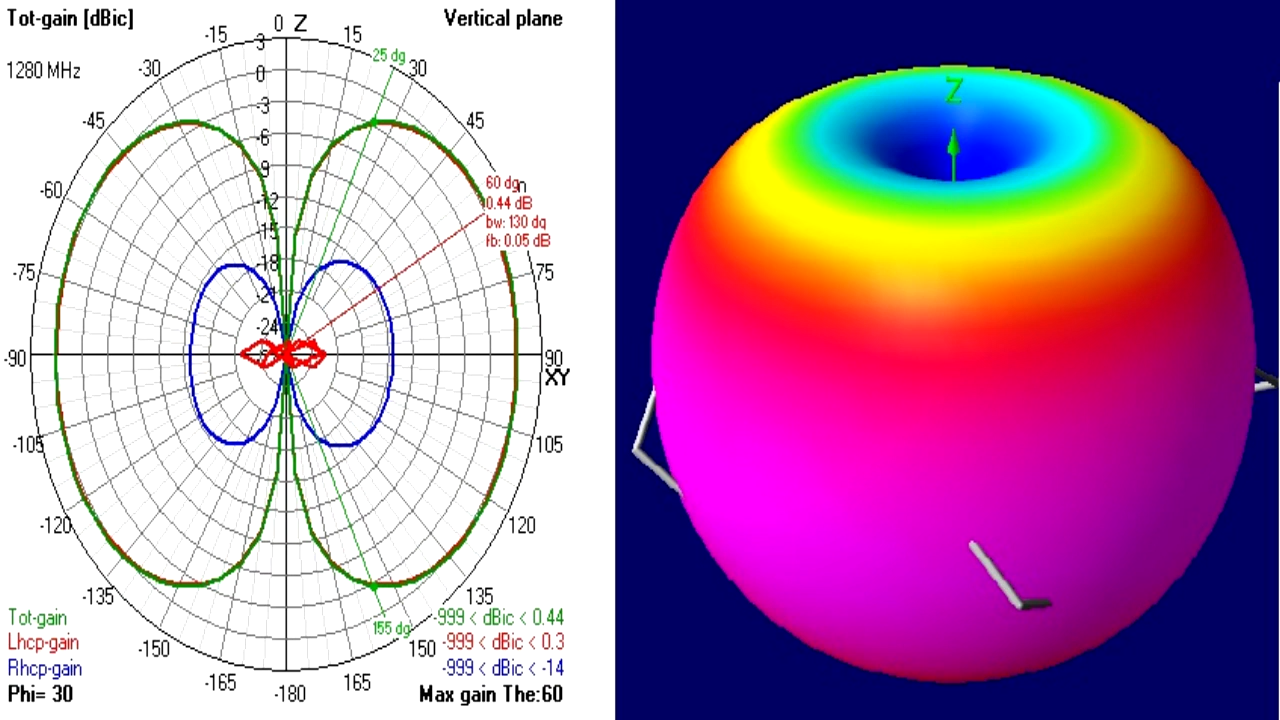 Tot-gain [dBic]
Vertical plane
1280 MHz
0 Z
-15
15
-30
30
-45
45
-60
-75
75
-90
90
XY
-105
105
-120
120
-135
135
-150
150
-165
165
-180
3
0
-3
-6
-9
-12
-15
-18
-21
-24
25 dg
60 dg
0.44 dB
bw: 130 dg
fb: 0.05 dB
155 dg
Tot-gain
-999 < dBic < 0.44
Lhcp-gain
-999 < dBic < 0.3
Rhcp-gain
-999 < dBic < -14
Phi= 30
Max gain The:60
Z